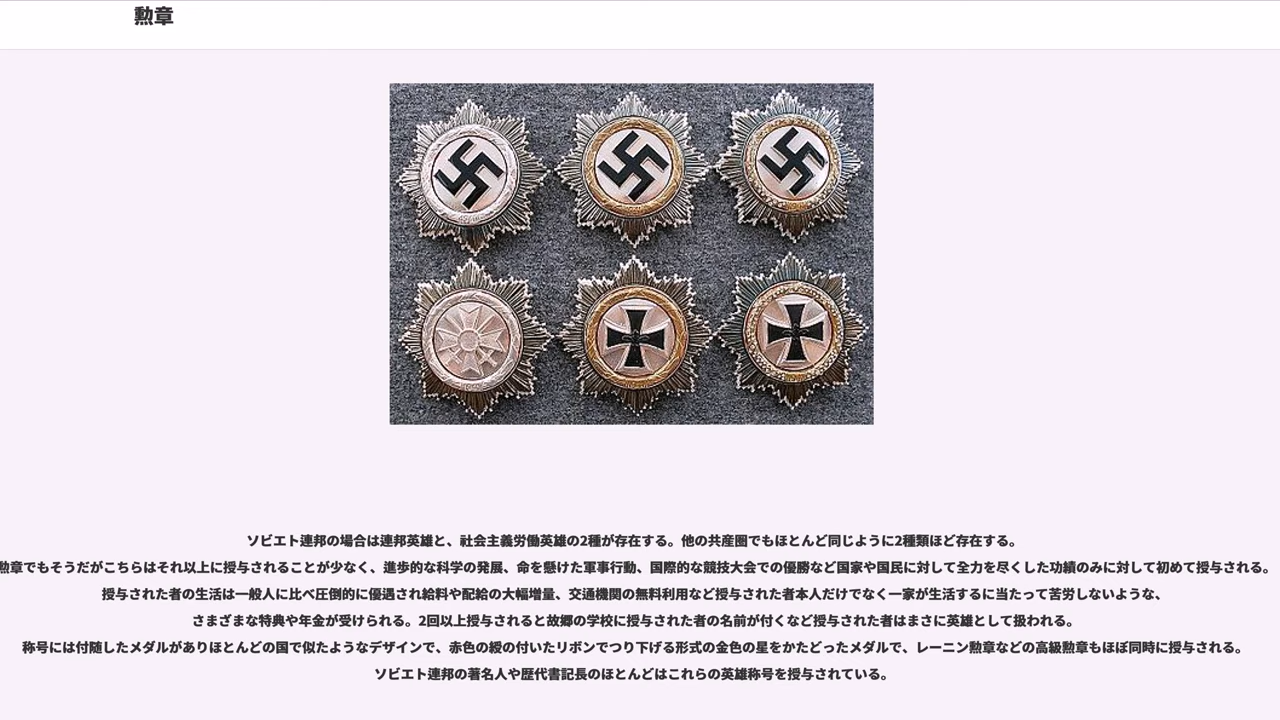 勲章
ソビエト連邦の場合は連邦英雄と、社会主義労働英雄の2種が存在する。他の共産圏でもほとんど同じように2種類ほど存在する。
勲章でもそうだがこちらはそれ以上に授与されることが少なく、進歩的な科学の発展、命を懸けた軍事行動、国際的な競技大会での優勝など国家や国民に対して全力を尽くした功績のみに対して初めて授与される。
授与された者の生活は一般人に比べ圧倒的に優遇され給料や配給の大幅増量、交通機関の無料利用など授与された者本人だけでなく一家が生活するに当たって苦労しないような、
さまざまな特典や年金が受けられる。2回以上授与されると故郷の学校に授与された者の名前が付くなど授与された者はまさに英雄として扱われる。
称号には付随したメダルがありほとんどの国で似たようなデザインで、赤色の綬の付いたリボンでつり下げる形式の金色の星をかたどったメダルで、レーニン勲章などの高級勲章もほぼ同時に授与される。
ソビエト連邦の著名人や歴代書記長のほとんどはこれらの英雄称号を授与されている。